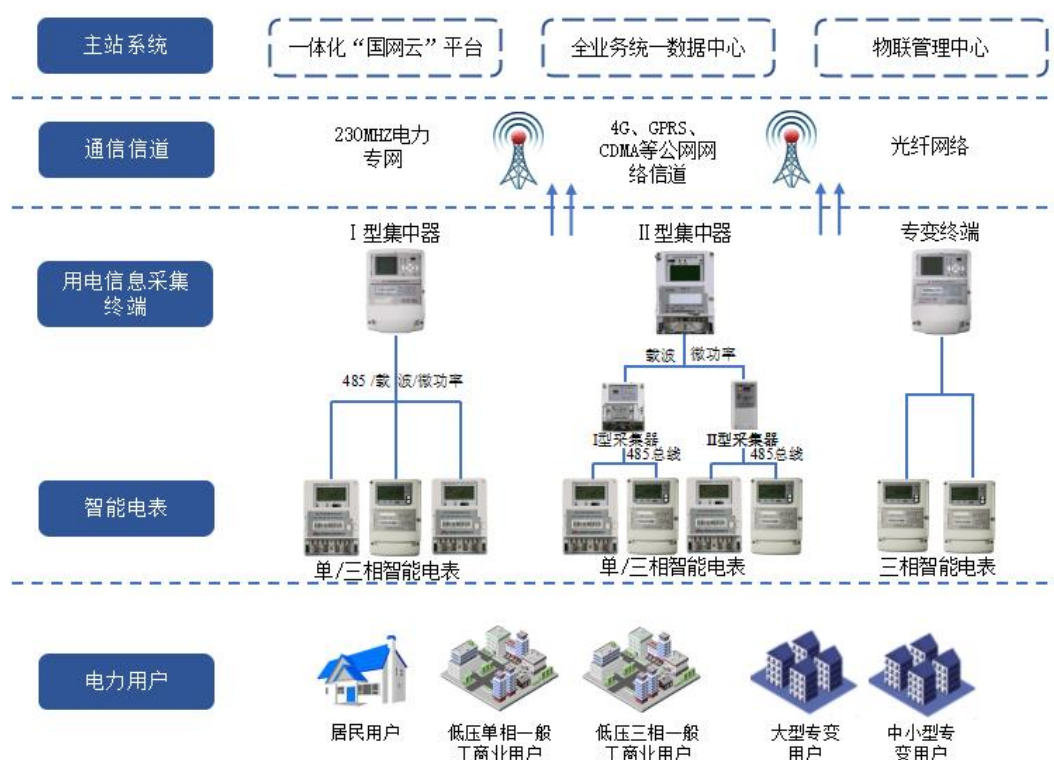 主站系统
一体化“国网云”平台
全业务统一数据中心
物联管理中心
通信信道
230MHZ电力
专网
4G、GPRS、
CDMA等公网网
络信道
光纤网络
用电信息采集
终端
Ⅰ型集中器
Ⅱ型集中器
专变终端
485/载波/微功率
载波
微功率
Ⅰ型采集器
Ⅱ型采集器
485总线
485总线
智能电表
单/三相智能电表
单/三相智能电表
三相智能电表
电力用户
居民用户
低压单相一般
工商业用户
低压三相一般
工商业用户
大型专变
用户
中小型专
变用户